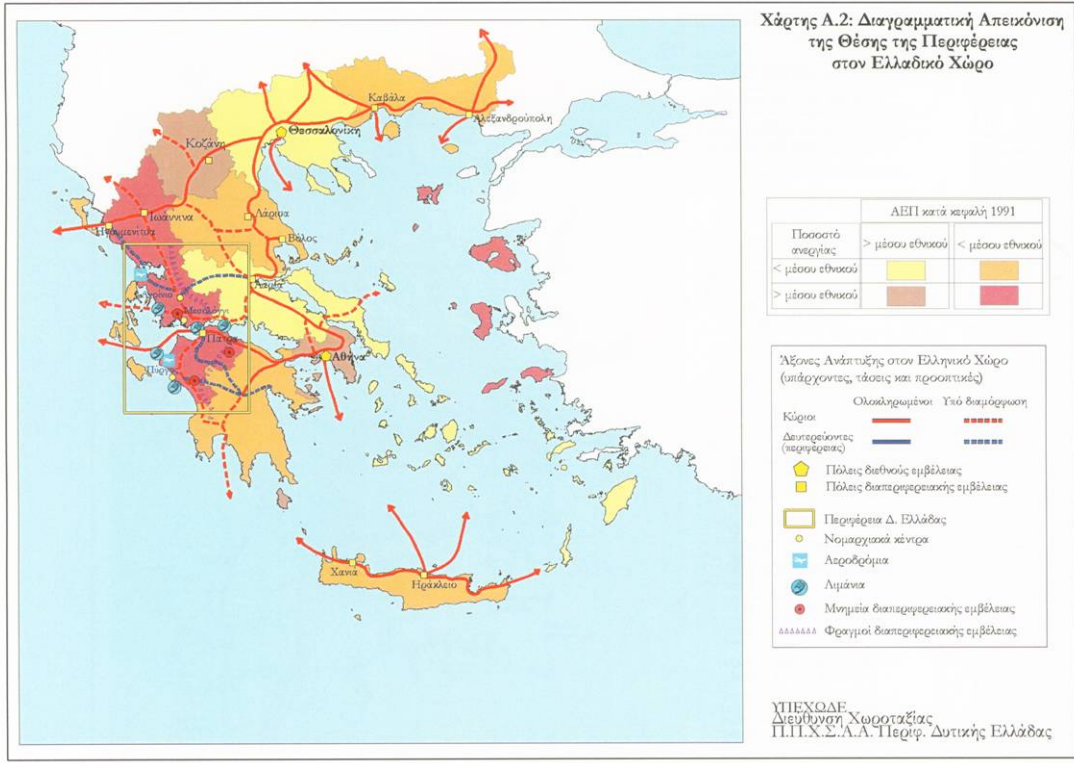 Χάρτης Α.2: Διαγραμματική Απεικόνιση
της Θέσης της Περιφέρειας
στον Ελλαδικό Χώρο
Καβάλα
Αλεξανδρούπολη
Θεσσαλονίκη
Κοζάνη
Ιωάννινα
Λάρισα
Ηγουμενίτσα
Βόλος
Λαμία
Αγρίνιο
Μεσολόγγι
Πάτρα
Αθήνα
Πύργος
Χανιά
Ηράκλειο
ΑΕΠ κατά κεφαλή 1991
Ποσοστό
ανεργίας
> μέσου εθνικού
< μέσου εθνικού
< μέσου εθνικού
> μέσου εθνικού
Άξονες Ανάπτυξης στον Ελληνικό Χώρο
(υπάρχοντες, τάσεις και προοπτικές)
Ολοκληρωμένοι Υπό διαμόρφωση
Κύριοι
Δευτερεύοντες
(περιφέρειας)
Πόλεις διεθνούς εμβέλειας
Πόλεις διαπεριφερειακής εμβέλειας
Περιφέρεια Δ. Ελλάδας
Νομαρχιακά κέντρα
Αεροδρόμια
Λιμάνια
Μνημεία διαπεριφερειακής εμβέλειας
Φραγμοί διαπεριφερειακής εμβέλειας
ΥΠΕΧΩΔΕ
Διεύθυνση Χωροταξίας
Π.Π.Χ.Σ.Α.Α. Περιφ. Δυτικής Ελλάδας